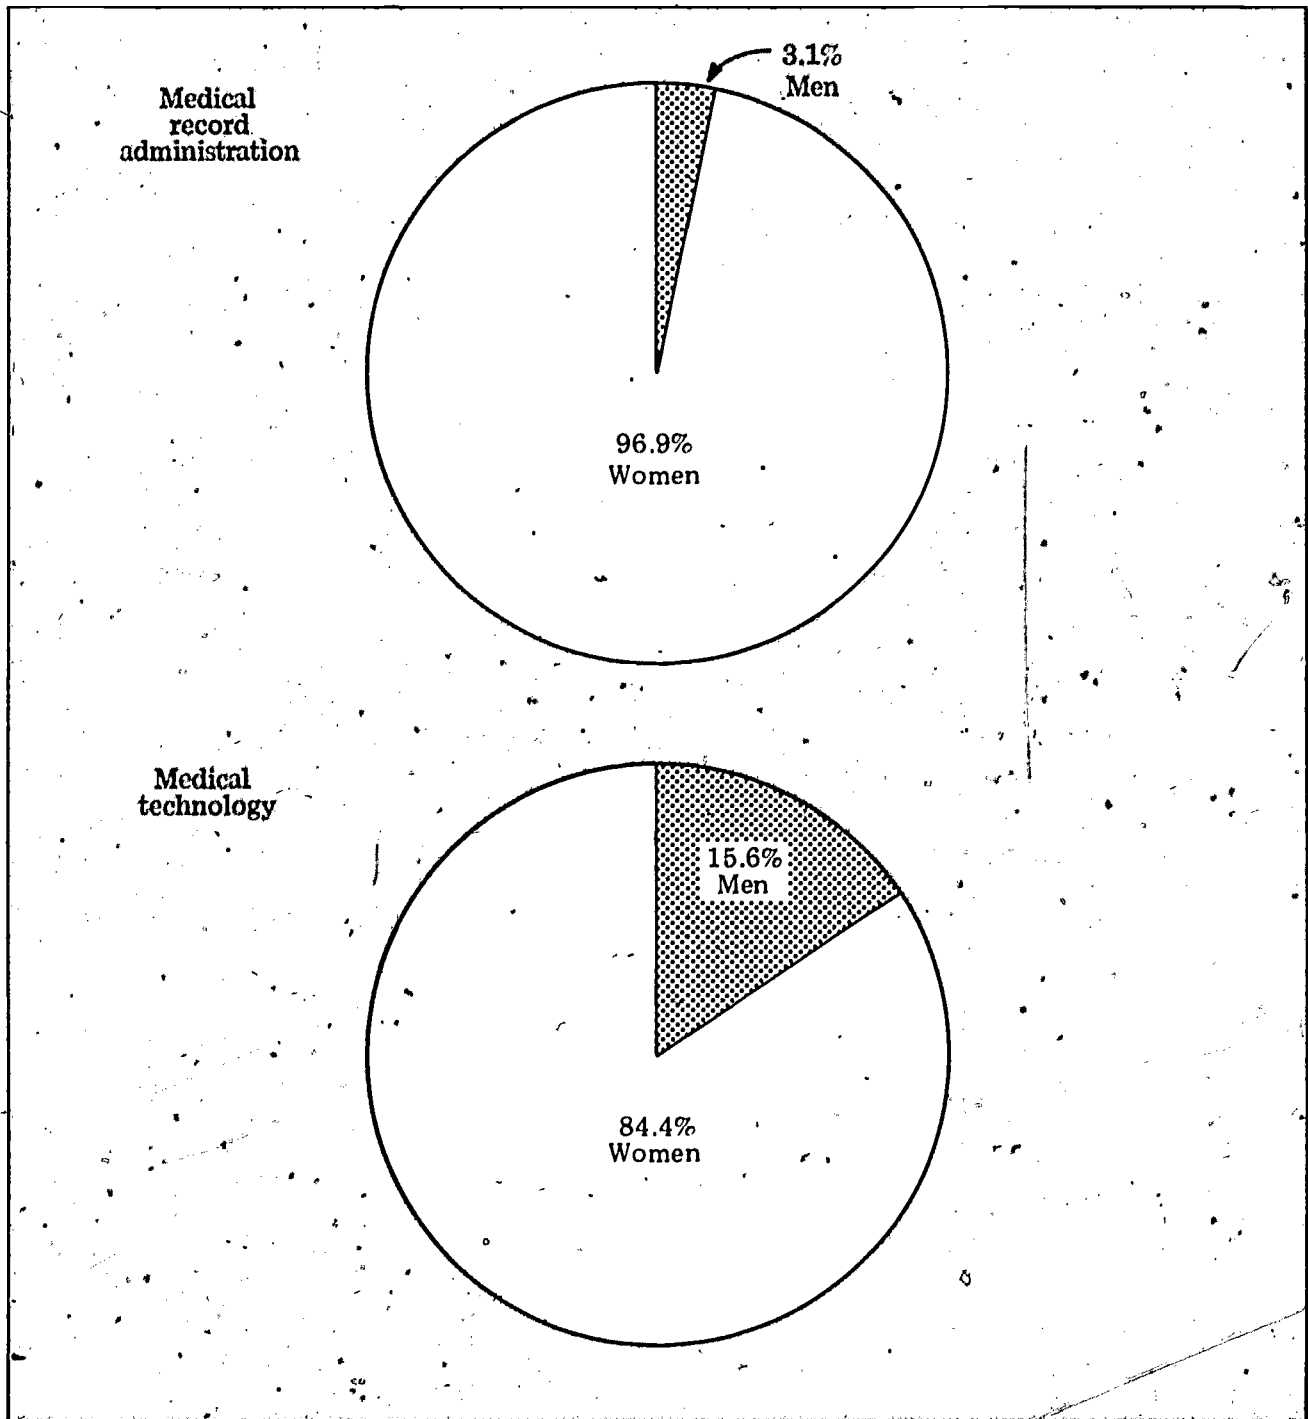 Medical
record
administration
3.1%
Men
96.9%
Women
Medical
technology
15.6%
Men
84.4%
Women